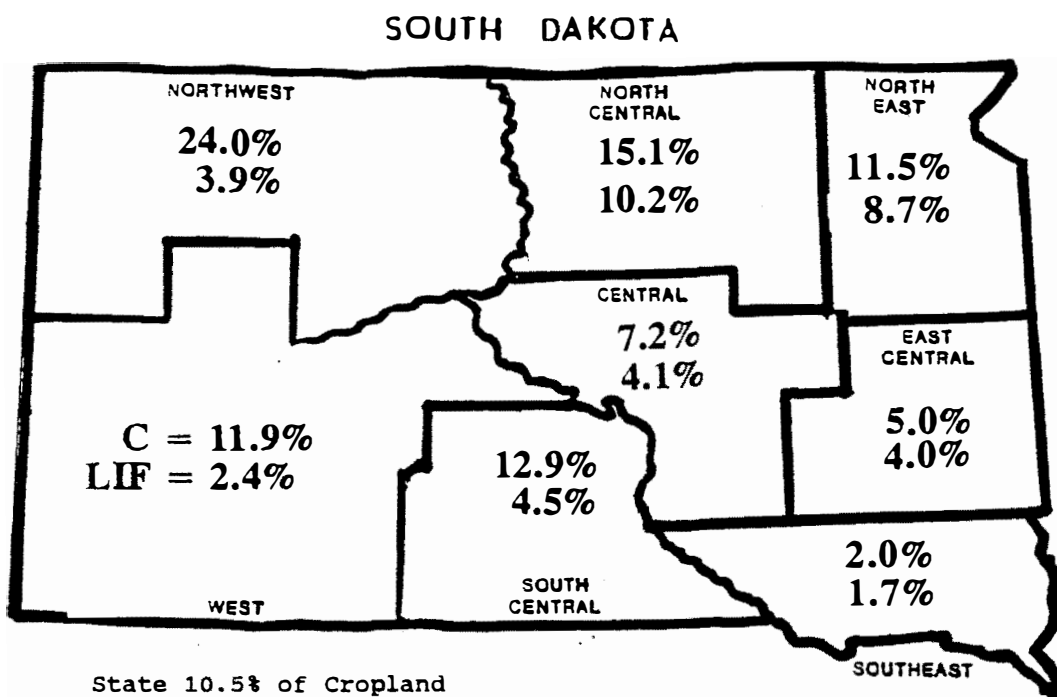 SOUTH DAKOTA
NORTHWEST
24.0%
3.9%
NORTH
CENTRAL
15.1%
10.2%
NORTH
EAST
11.5%
8.7%
CENTRAL
7.2%
4.1%
EAST
CENTRAL
5.0%
4.0%
C = 11.9%
LIF = 2.4%
WEST
12.9%
4.5%
SOUTH
CENTRAL
2.0%
1.7%
SOUTHEAST
State 10.5% of Cropland